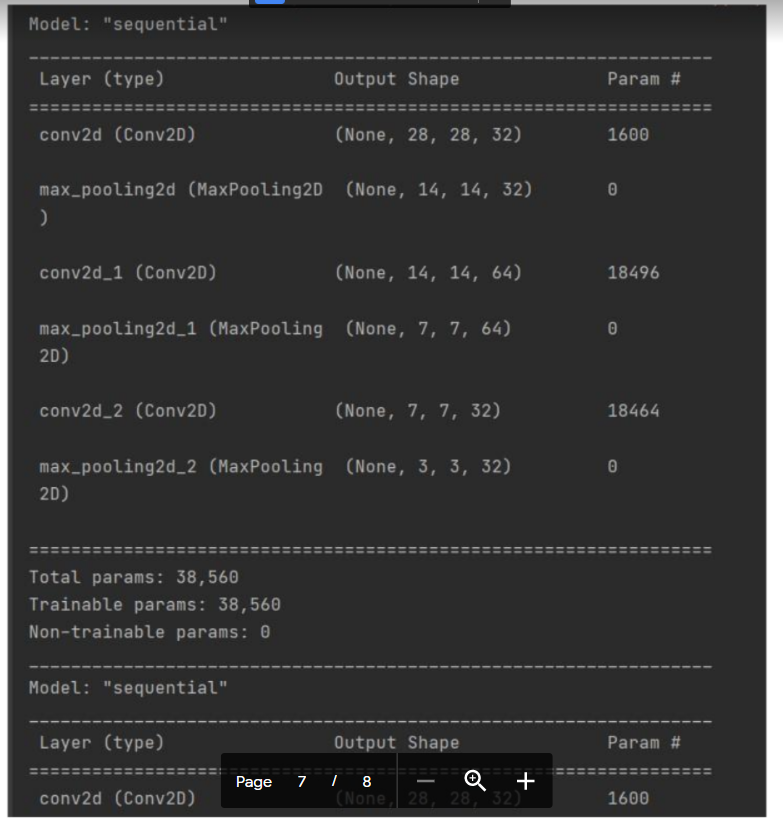 Model: "sequential"
_________________________________________________________________
Layer (type) Output Shape Param #
=================================================================
conv2d (Conv2D) (None, 28, 28, 32) 1600
max_pooling2d (MaxPooling2D (None, 14, 14, 32) 0
)
conv2d_1 (Conv2D) (None, 14, 14, 64) 18496
max_pooling2d_1 (MaxPooling (None, 7, 7, 64) 0
2D)
conv2d_2 (Conv2D) (None, 7, 7, 32) 18464
max_pooling2d_2 (MaxPooling (None, 3, 3, 32) 0
2D)
=================================================================
Total params: 38,560
Trainable params: 38,560
Non-trainable params: 0
_________________________________________________________________
Model: "sequential"
_________________________________________________________________
Layer (type) Output Shape Param #
=================================================================
Page 7 / 8
conv2d (Conv2D) (None, 28, 28, 32) 1600